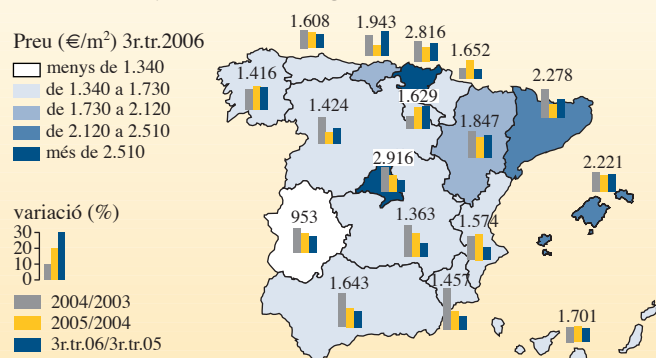 Preu (€/m²) 3r.tr.2006
menys de 1.340
de 1.340 a 1.730
de 1.730 a 2.120
de 2.120 a 2.510
més de 2.510
variació (%)
30
20
10
0
2004/2003
2005/2004
3r.tr.06/3r.tr.05
1.608
1.943
2.816
1.652
1.416
2.278
1.424
1.629
1.847
2.916
2.221
953
1.363
1.574
1.643
1.457
1.701